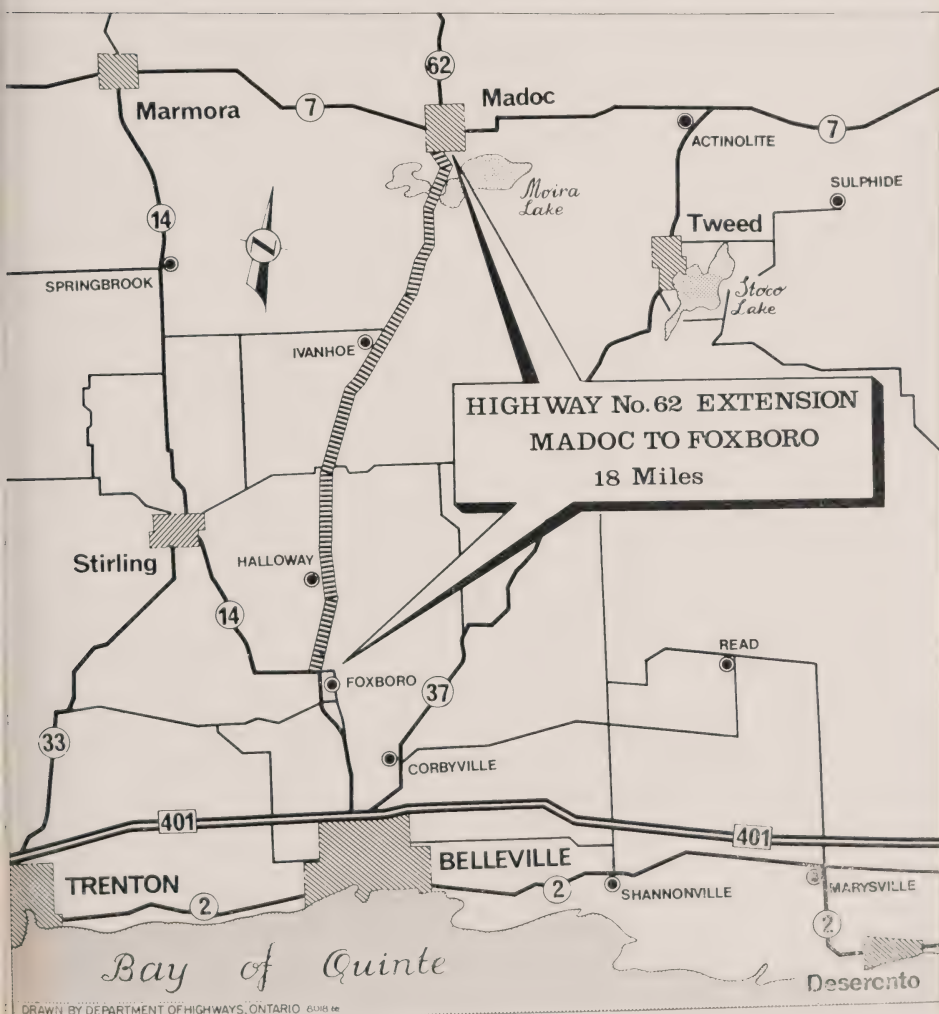 62
Marmora
7
Madoc
ACTINOLITE
7
SULPHIDE
Moira
Lake
14
Tweed
SPRINGBROOK
Stoco
Lake
IVANHOE
HIGHWAY No. 62 EXTENSION
MADOC TO FOXBORO
18 Miles
Stirling
HALLOWAY
14
READ
FOXBORO
37
33
CORBYVILLE
401
401
TRENTON
BELLEVILLE
2
2
SHANNONVILLE
MARYSVILLE
2
Bay of Quinte
Deseronto
DRAWN BY DEPARTMENT OF HIGHWAYS, ONTARIO